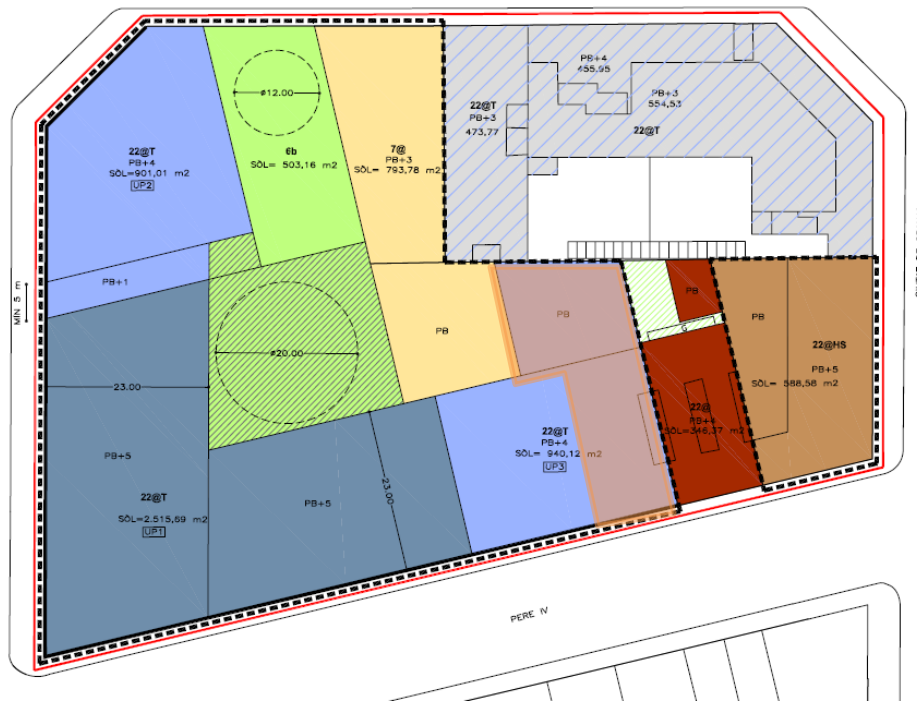 PB+4
455,95
ø12.00
PB+3
554,53
22@T
PB+3
473,77
22@T
22@T
PB+4
SÒL=901,01 m2
UP2
6b
SÒL= 503,16 m2
7@
PB+3
SÒL= 793,78 m2
PB+1
MIN 5 m
PB
PB
PB
G
PB
22@HS
PB+5
SÒL= 588,58 m2
ø20.00
23.00
22@
PB+4
SÒL=346,37 m2
22@T
PB+4
SÒL= 940,12 m2
UP3
PB+5
22@T
SÒL=2.515,69 m2
UP1
PB+5
23.00
PERE IV